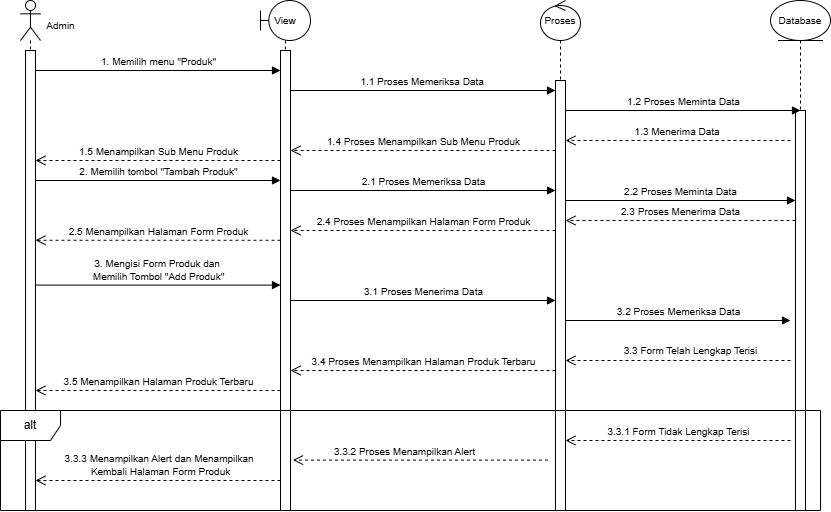 Admin
View
Proses
Database
1. Memilih menu "Produk"
1.1 Proses Memeriksa Data
1.2 Proses Meminta Data
1.3 Menerima Data
1.4 Proses Menampilkan Sub Menu Produk
1.5 Menampilkan Sub Menu Produk
2. Memilih tombol "Tambah Produk"
2.1 Proses Memeriksa Data
2.2 Proses Meminta Data
2.3 Proses Menerima Data
2.4 Proses Menampilkan Halaman Form Produk
2.5 Menampilkan Halaman Form Produk
3. Mengisi Form Produk dan
Memilih Tombol "Add Produk"
3.1 Proses Menerima Data
3.2 Proses Memeriksa Data
3.3 Form Telah Lengkap Terisi
3.4 Proses Menampilkan Halaman Produk Terbaru
3.5 Menampilkan Halaman Produk Terbaru
alt
3.3.1 Form Tidak Lengkap Terisi
3.3.2 Proses Menampilkan Alert
3.3.3 Menampilkan Alert dan Menampilkan
Kembali Halaman Form Produk